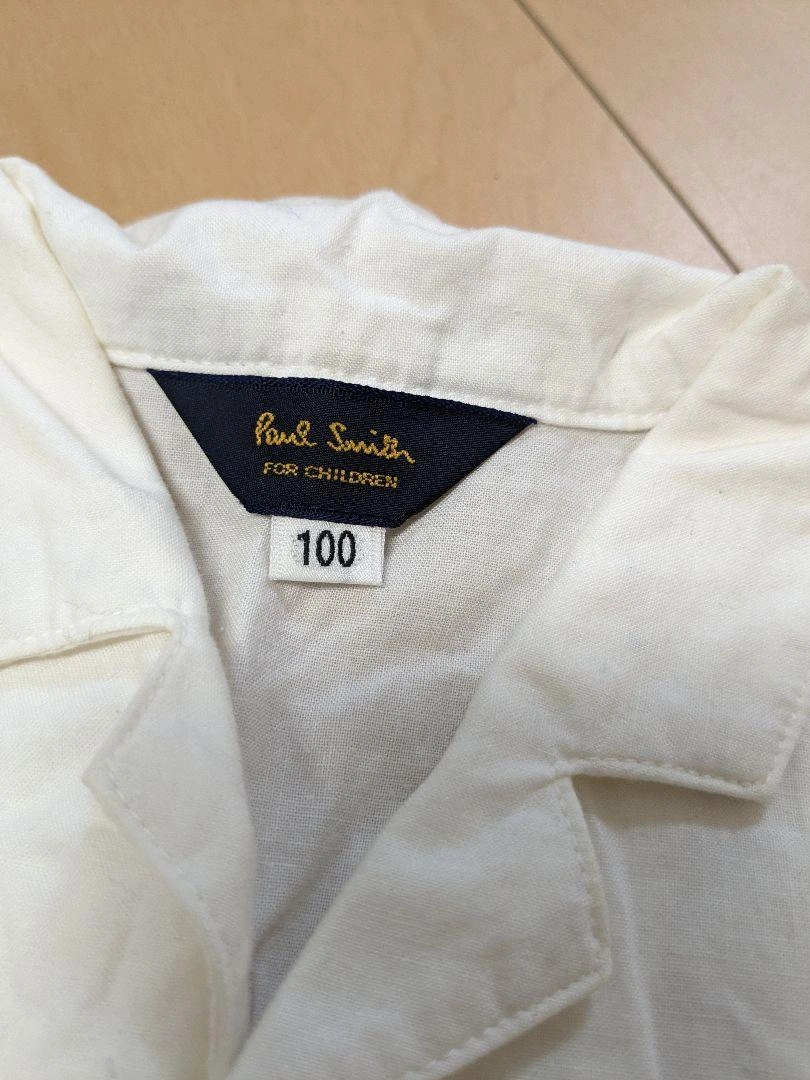 Paul Smith
FOR CHILDREN
100